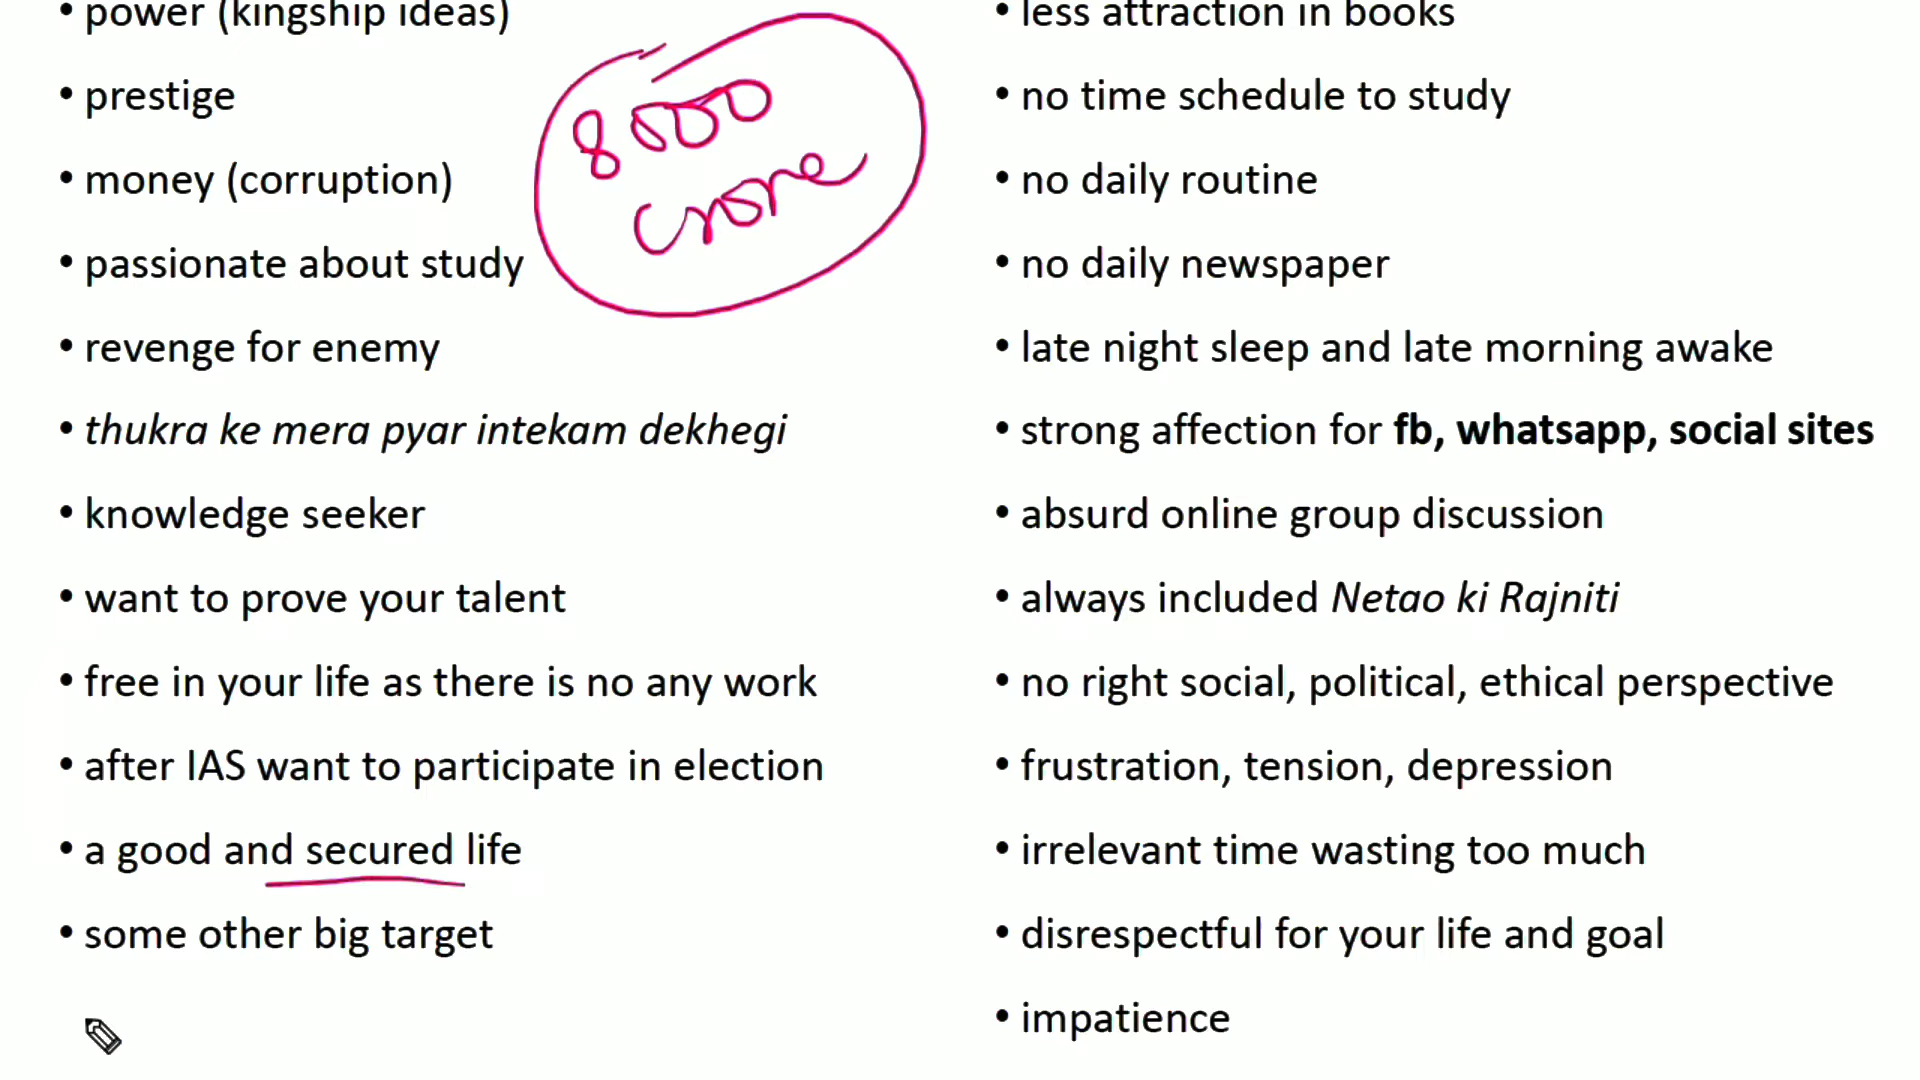 • power (kingship ideas)
• prestige
• money (corruption)
• passionate about study
• revenge for enemy
• thukra ke mera pyar intekam dekhegi
• knowledge seeker
• want to prove your talent
• free in your life as there is no any work
• after IAS want to participate in election
• a good and secured life
• some other big target
8000
crore
• less attraction in books
• no time schedule to study
• no daily routine
• no daily newspaper
• late night sleep and late morning awake
• strong affection for fb, whatsapp, social sites
• absurd online group discussion
• always included Netao ki Rajniti
• no right social, political, ethical perspective
• frustration, tension, depression
• irrelevant time wasting too much
• disrespectful for your life and goal
• impatience